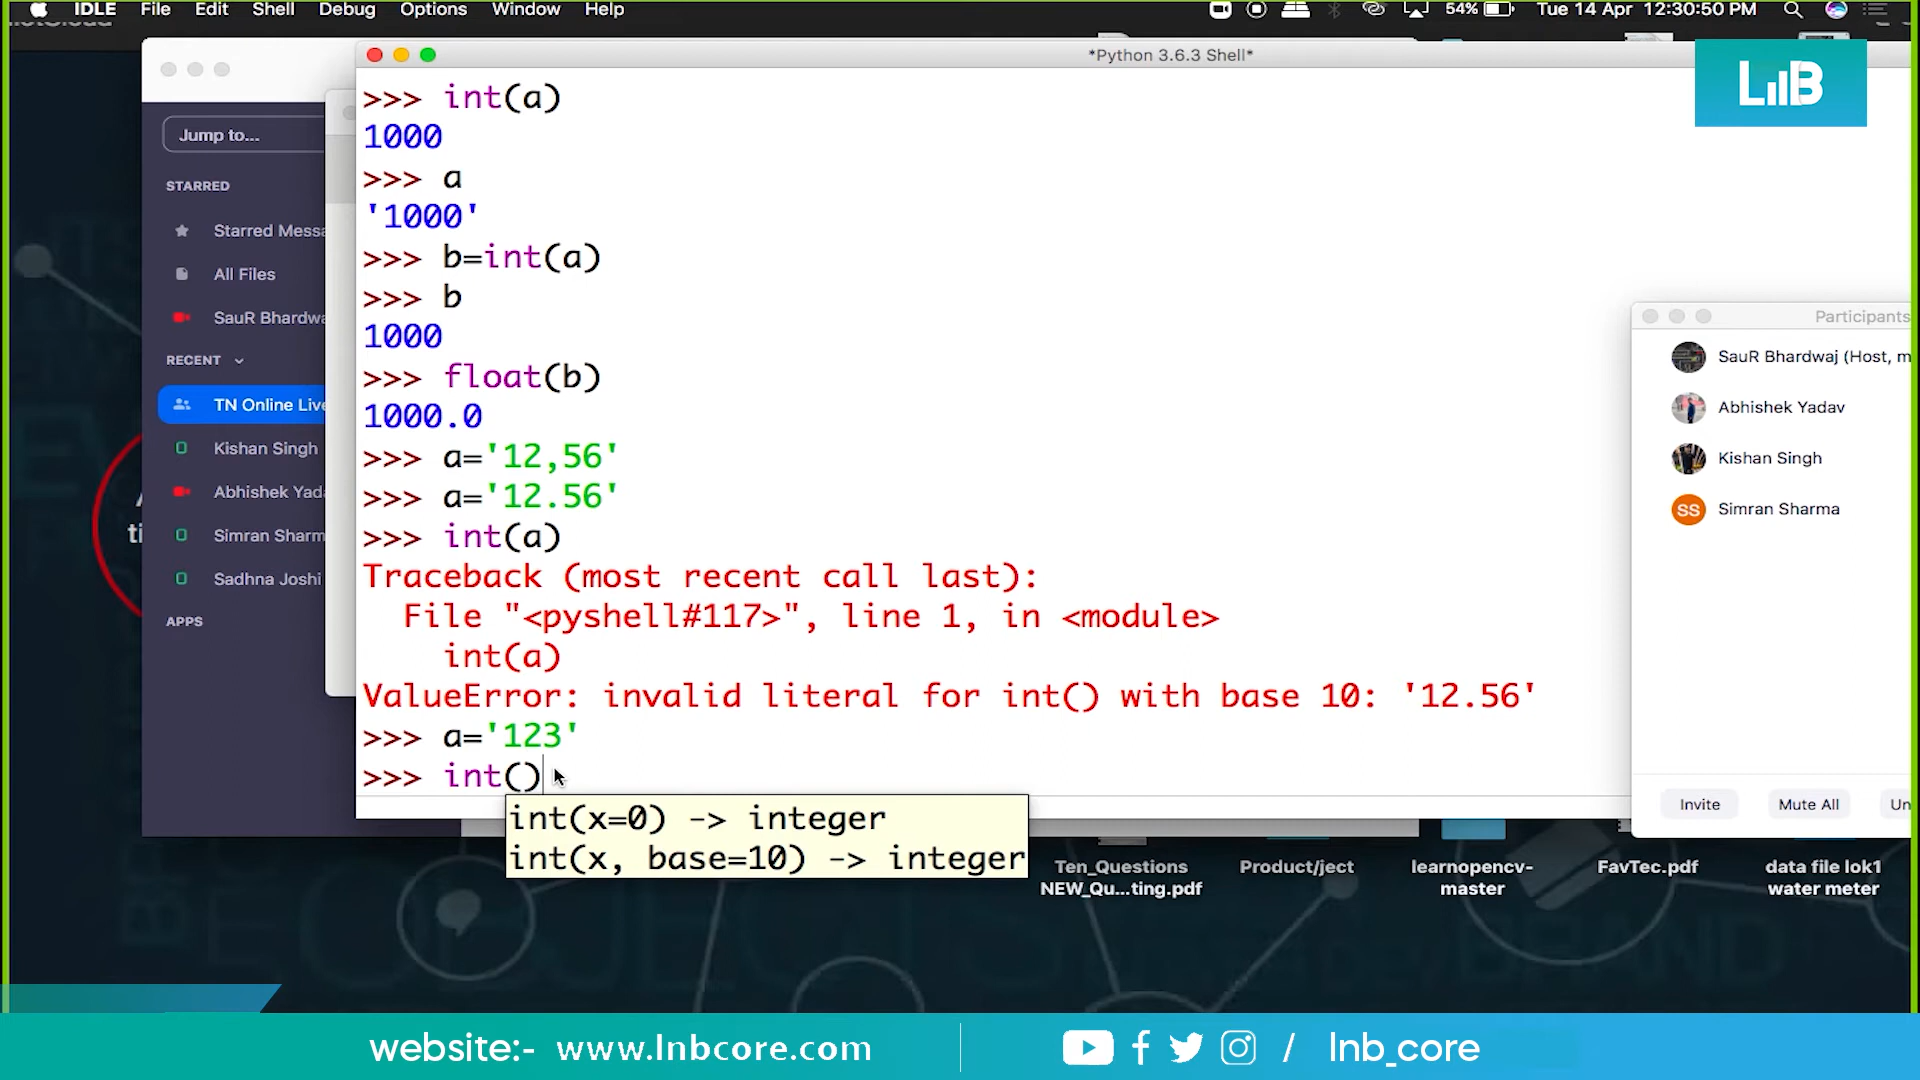 IDLE File Edit Shell Debug Options Window Help
54% Tue 14 Apr 12:30:50 PM
*Python 3.6.3 Shell*
LNB
>>> int(a)
1000
>>> a
'1000'
>>> b=int(a)
>>> b
1000
>>> float(b)
1000.0
>>> a='12,56'
>>> a='12.56'
>>> int(a)
Traceback (most recent call last):
File "<pyshell#117>", line 1, in <module>
int(a)
ValueError: invalid literal for int() with base 10: '12.56'
>>> a='123'
>>> int()
int(x=0) -> integer
int(x, base=10) -> integer
Jump to...
STARRED
Starred Messa
All Files
SauR Bhardwa
RECENT
TN Online Live
Kishan Singh
Abhishek Yada
Simran Sharm
Sadhna Joshi
APPS
Participants
SauR Bhardwaj (Host, m
Abhishek Yadav
Kishan Singh
SS Simran Sharma
Invite Mute All Un
Ten_Questions
NEW_Qu...ting.pdf
Product/ject
learnopencv-
master
FavTec.pdf
data file lok1
water meter
website:- www.lnbcore.com
/ lnb_core